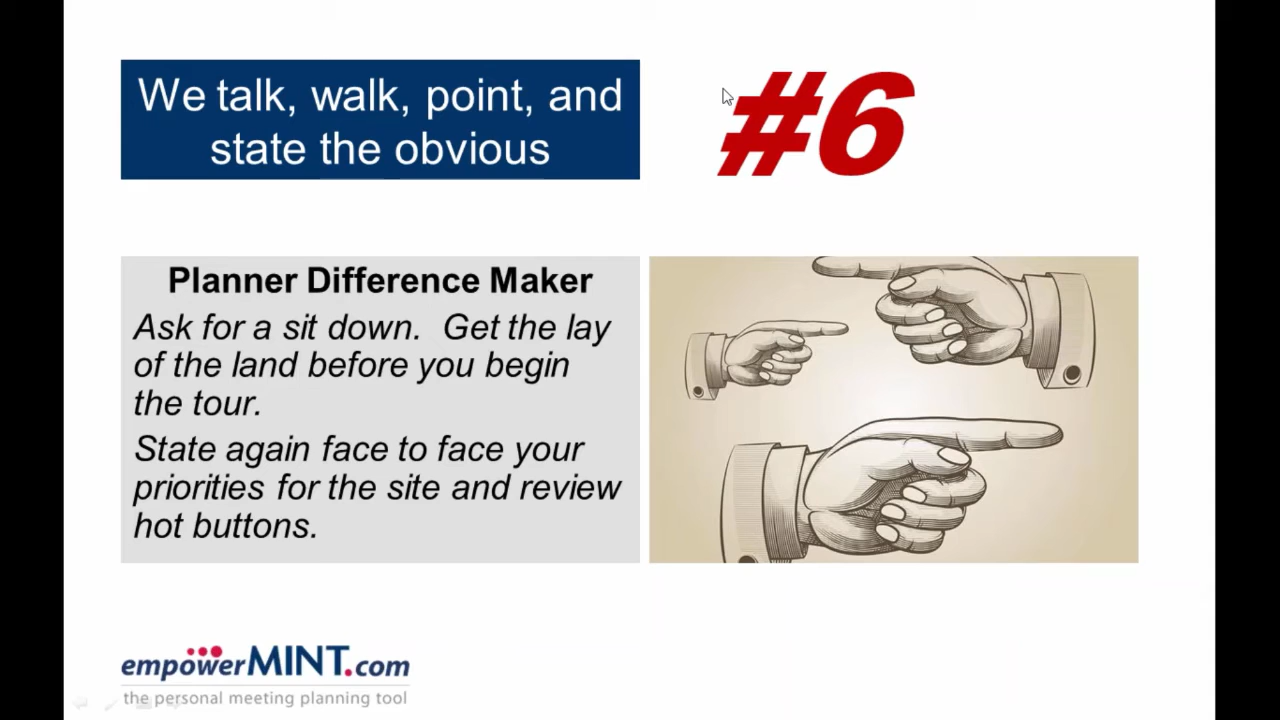 We talk, walk, point, and
state the obvious
#6
Planner Difference Maker
Ask for a sit down.  Get the lay
of the land before you begin
the tour.
State again face to face your
priorities for the site and review
hot buttons.
empowerMINT.com
the personal meeting planning tool